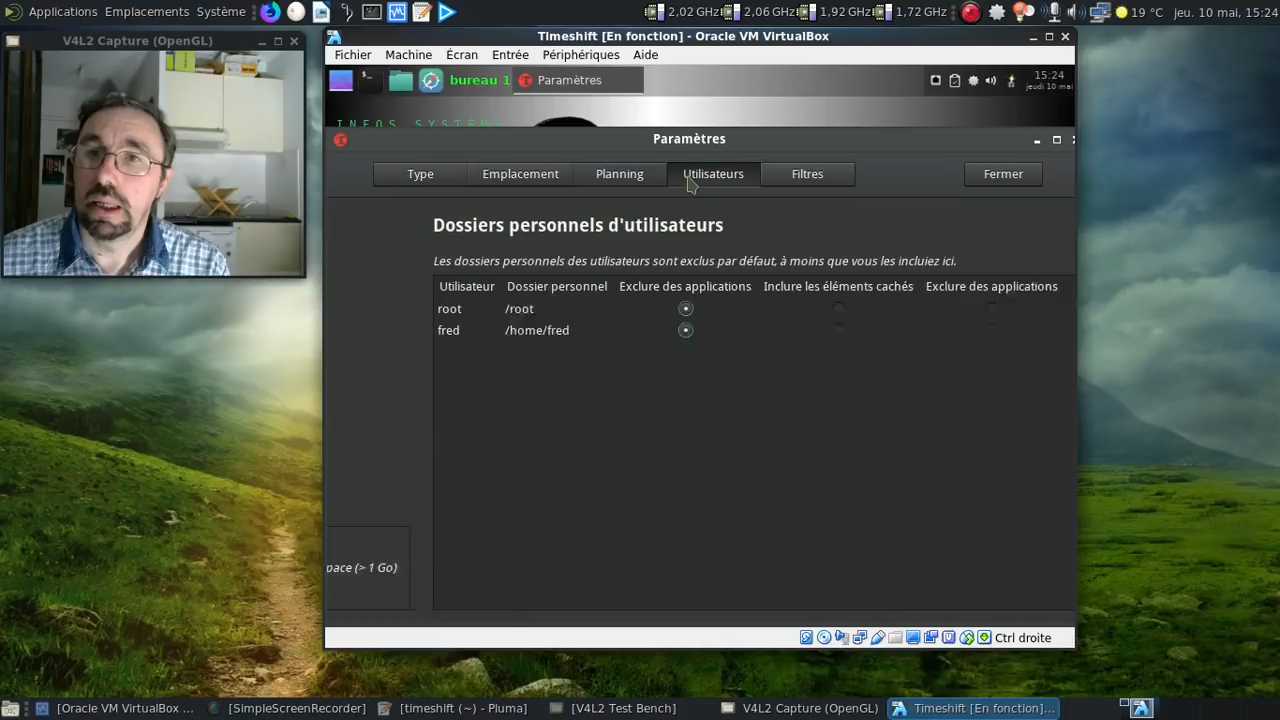 Applications Emplacements Système
2,02 GHz 2,06 GHz 1,92 GHz 1,72 GHz 19 °C jeu. 10 mai, 15:24
V4L2 Capture (OpenGL)
Timeshift [En fonction] - Oracle VM VirtualBox
Fichier Machine Écran Entrée Périphériques Aide
bureau 1 Paramètres
15:24
jeudi 10 mai
INFOS SYSTÈME
Paramètres
Type Emplacement Planning Utilisateurs Filtres Fermer
Dossiers personnels d'utilisateurs
Les dossiers personnels des utilisateurs sont exclus par défaut, à moins que vous les incluiez ici.
Utilisateur Dossier personnel Exclure des applications Inclure les éléments cachés Exclure des applications
root /root
fred /home/fred
pace (> 1 Go)
Ctrl droite
[Oracle VM VirtualBox ... [SimpleScreenRecorder] [timeshift (~) - Pluma] [V4L2 Test Bench] V4L2 Capture (OpenGL) Timeshift [En fonction]...